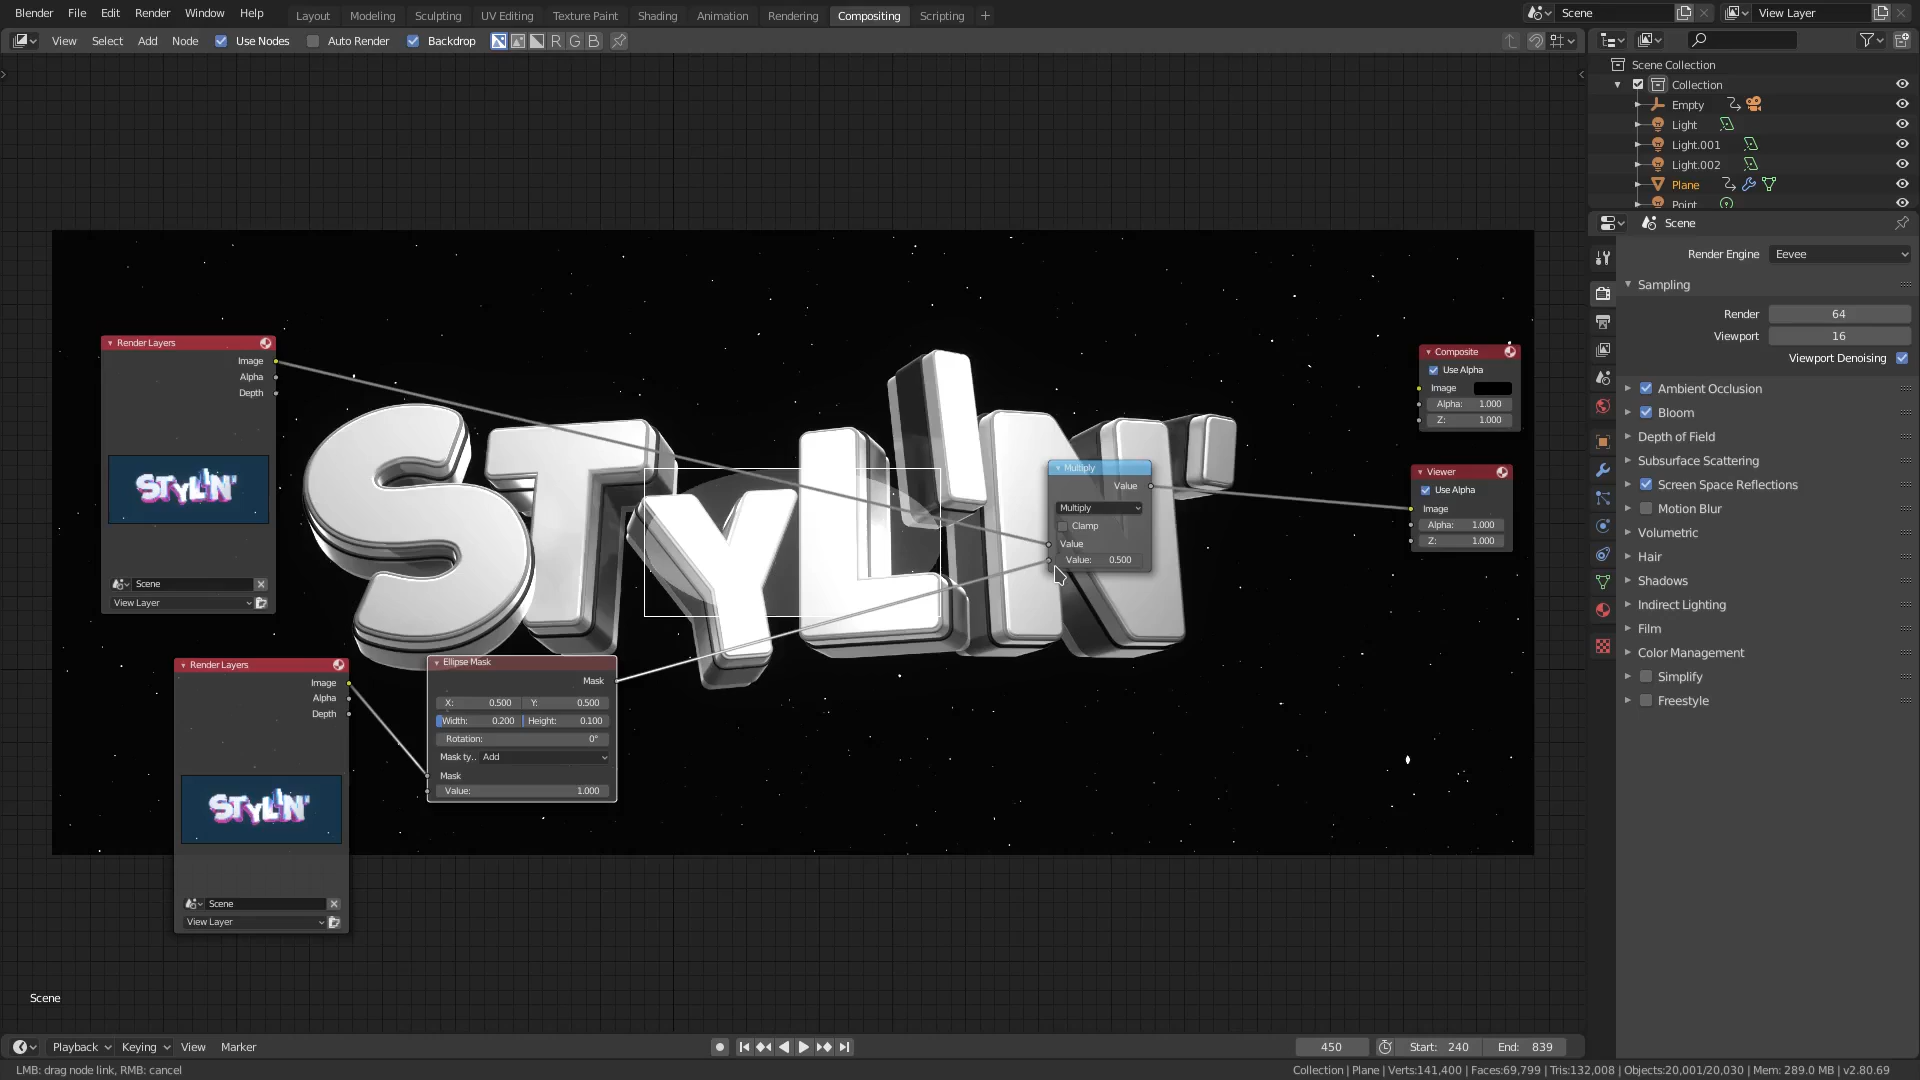 Blender File Edit Render Window Help Layout Modeling Sculpting UV Editing Texture Paint Shading Animation Rendering Compositing Scripting + Scene View Layer
View Select Add Node Use Nodes Auto Render Backdrop R G B
Scene Collection
Collection
Empty
Light
Light.001
Light.002
Plane
Point
Scene
Render Engine Eevee
Sampling
Render 64
Viewport 16
Viewport Denoising
Ambient Occlusion
Bloom
Depth of Field
Subsurface Scattering
Screen Space Reflections
Motion Blur
Volumetric
Hair
Shadows
Indirect Lighting
Film
Color Management
Simplify
Freestyle
Render Layers
Image
Alpha
Depth
STYLIN'
Scene
View Layer
STYLIN'
Multiply
Value
Multiply
Clamp
Value
Value: 0.500
Composite
Use Alpha
Image
Alpha: 1.000
Z: 1.000
Viewer
Use Alpha
Image
Alpha: 1.000
Z: 1.000
Render Layers
Image
Alpha
Depth
STYLIN'
Scene
View Layer
Ellipse Mask
Mask
X: 0.500 Y: 0.500
Width: 0.200 Height: 0.100
Rotation: 0°
Mask ty.. Add
Mask
Value: 1.000
Scene
Playback Keying View Marker 450 Start: 240 End: 839
LMB: drag node link, RMB: cancel Collection | Plane | Verts:141,400 | Faces:69,799 | Tris:132,008 | Objects:20,001/20,030 | Mem: 289.0 MB | v2.80.69